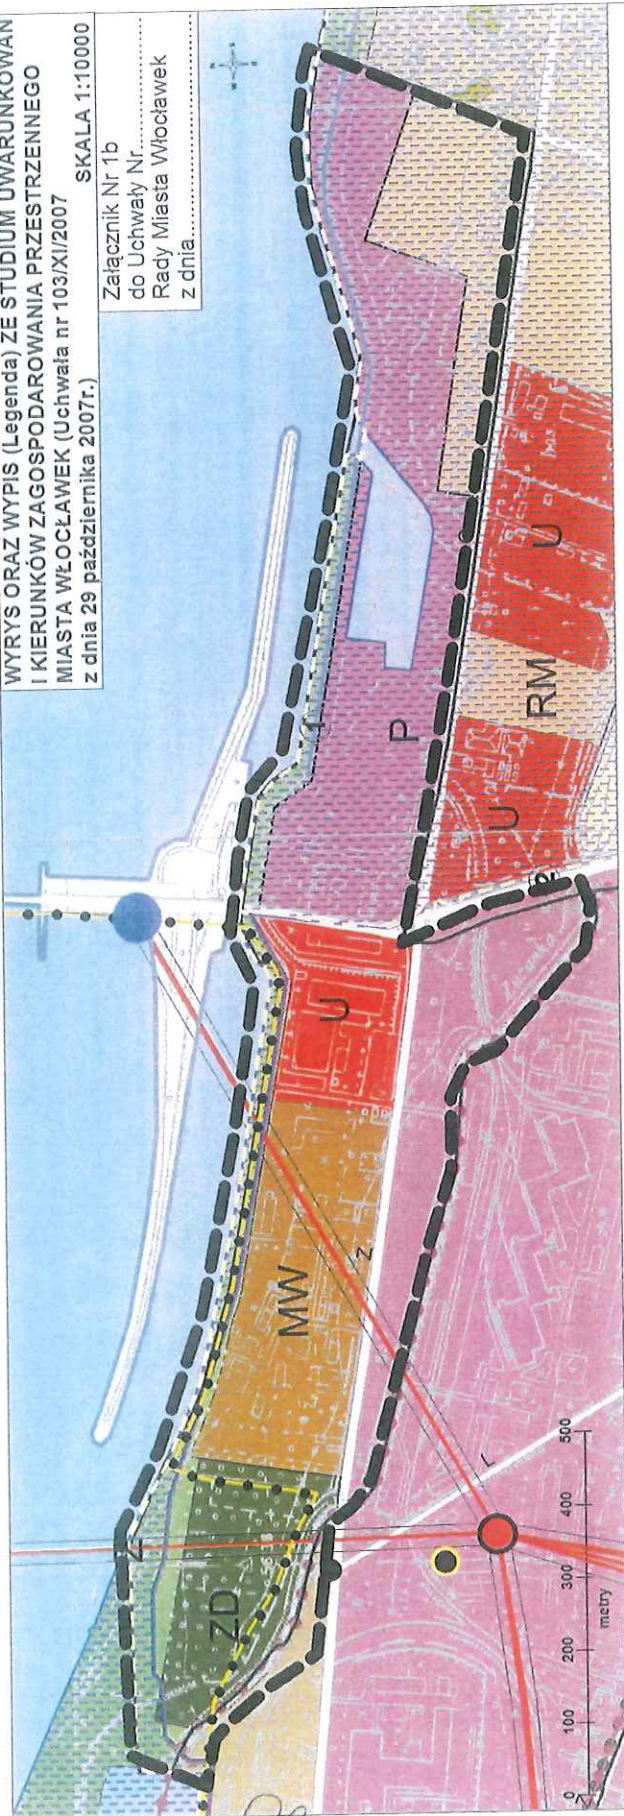 WYRYS ORAZ WYPIS (Legenda) ZE STUDIUM UWARUNKOWAŃ
I KIERUNKÓW ZAGOSPODAROWANIA PRZESTRZENNEGO
MIASTA WŁOCŁAWEK (Uchwała nr 103/XI/2007
z dnia 29 października 2007r.) SKALA 1:10000
Załącznik Nr 1b
do Uchwały Nr....................
Rady Miasta Włocławek
z dnia....................
ZD
MW
U
P
U
RM
U
Z
L
1
2
0 100 200 300 400 500
metry